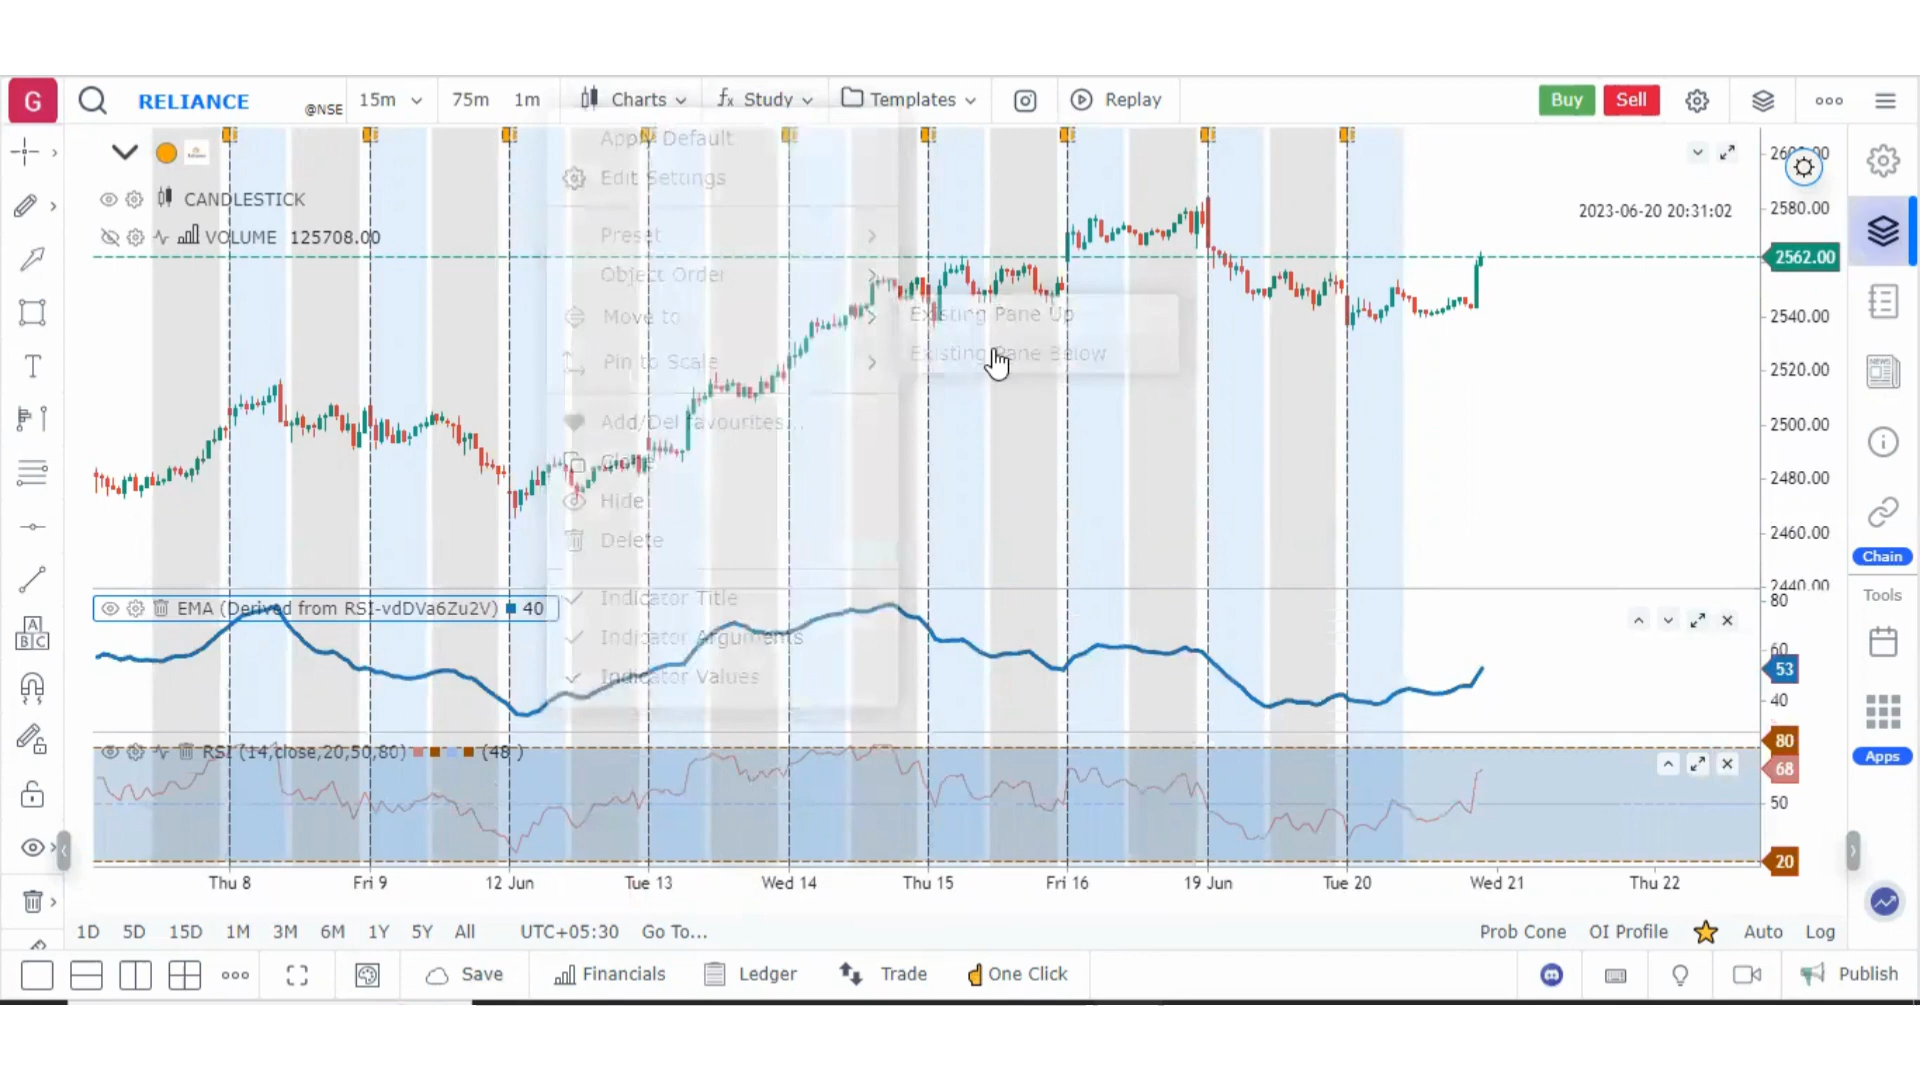 G
RELIANCE @NSE 15m 75m 1m Charts fx Study Templates Replay Buy Sell
Apply Default
Edit Settings
CANDLESTICK
VOLUME 125708.00
2023-06-20 20:31:02
Preset
Object Order
Move to
Existing Pane Up
Pin to Scale
Existing Pane Below
Add/Del Favourites...
Clone
Hide
Delete
2580.00
2562.00
2540.00
2520.00
2500.00
2480.00
2460.00
2440.00
EMA (Derived from RSI-vdDVa6Zu2V) 40
Indicator Title
Indicator Arguments
Indicator Values
80
60
53
40
RSI (14,close,20,50,80) (48 )
80
68
50
20
Thu 8 Fri 9 12 Jun Tue 13 Wed 14 Thu 15 Fri 16 19 Jun Tue 20 Wed 21 Thu 22
T
A
B C
NEWS
Chain
Tools
Apps
1D 5D 15D 1M 3M 6M 1Y 5Y All UTC+05:30 Go To... Prob Cone OI Profile Auto Log
Save Financials Ledger Trade One Click Publish